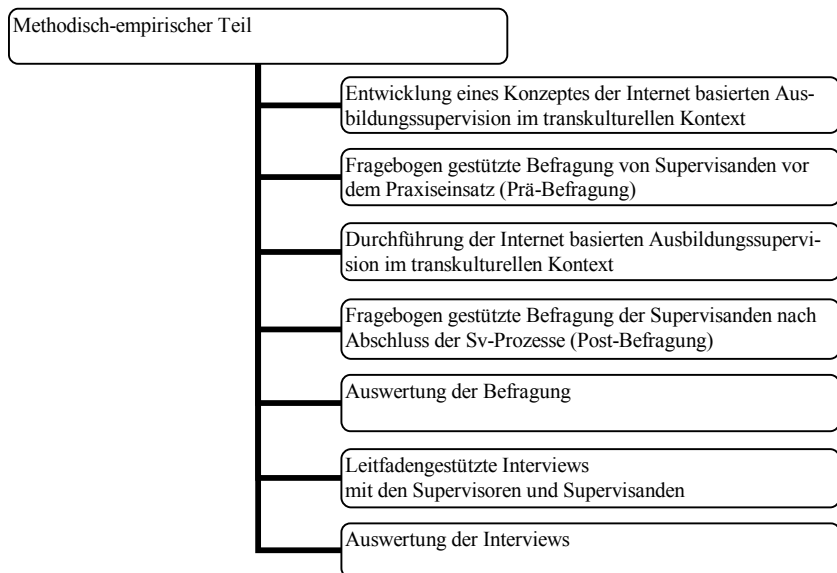 Methodisch-empirischer Teil
Entwicklung eines Konzeptes der Internet basierten Aus-
bildungssupervision im transkulturellen Kontext
Fragebogen gestützte Befragung von Supervisanden vor
dem Praxiseinsatz (Prä-Befragung)
Durchführung der Internet basierten Ausbildungssupervi-
sion im transkulturellen Kontext
Fragebogen gestützte Befragung der Supervisanden nach
Abschluss der Sv-Prozesse (Post-Befragung)
Auswertung der Befragung
Leitfadengestützte Interviews
mit den Supervisoren und Supervisanden
Auswertung der Interviews